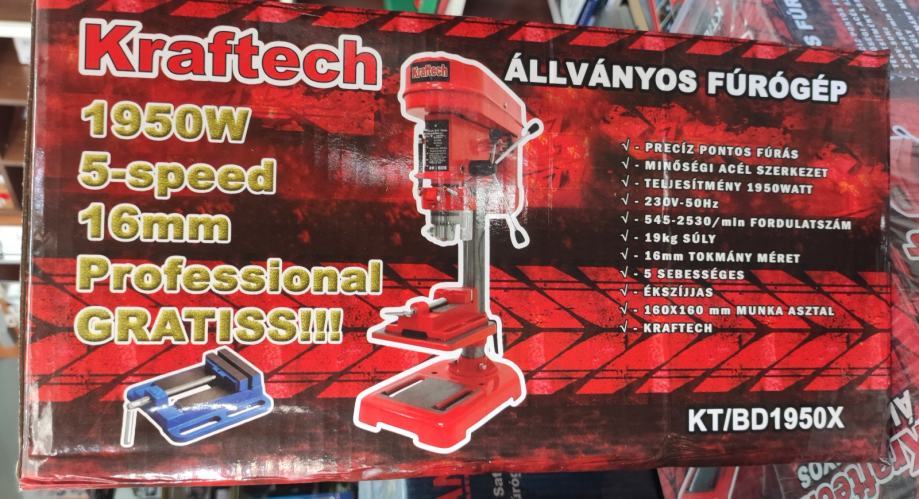 Kraftech
1950W
5-speed
16mm
Professional
GRATISS!!!
Kraftech
ÁLLVÁNYOS FÚRÓGÉP
√ - PRECÍZ PONTOS FÚRÁS
√ - MINŐSÉGI ACÉL SZERKEZET
√ - TELJESÍTMÉNY 1950WATT
√ - 230V-50Hz
√ - 545-2530/min FORDULATSZÁM
√ - 19kg SÚLY
√ - 16mm TOKMÁNY MÉRET
√ - 5 SEBESSÉGES
√ - ÉKSZÍJJAS
√ - 160X160 mm MUNKA ASZTAL
√ - KRAFTECH
KT/BD1950X
Kraftech